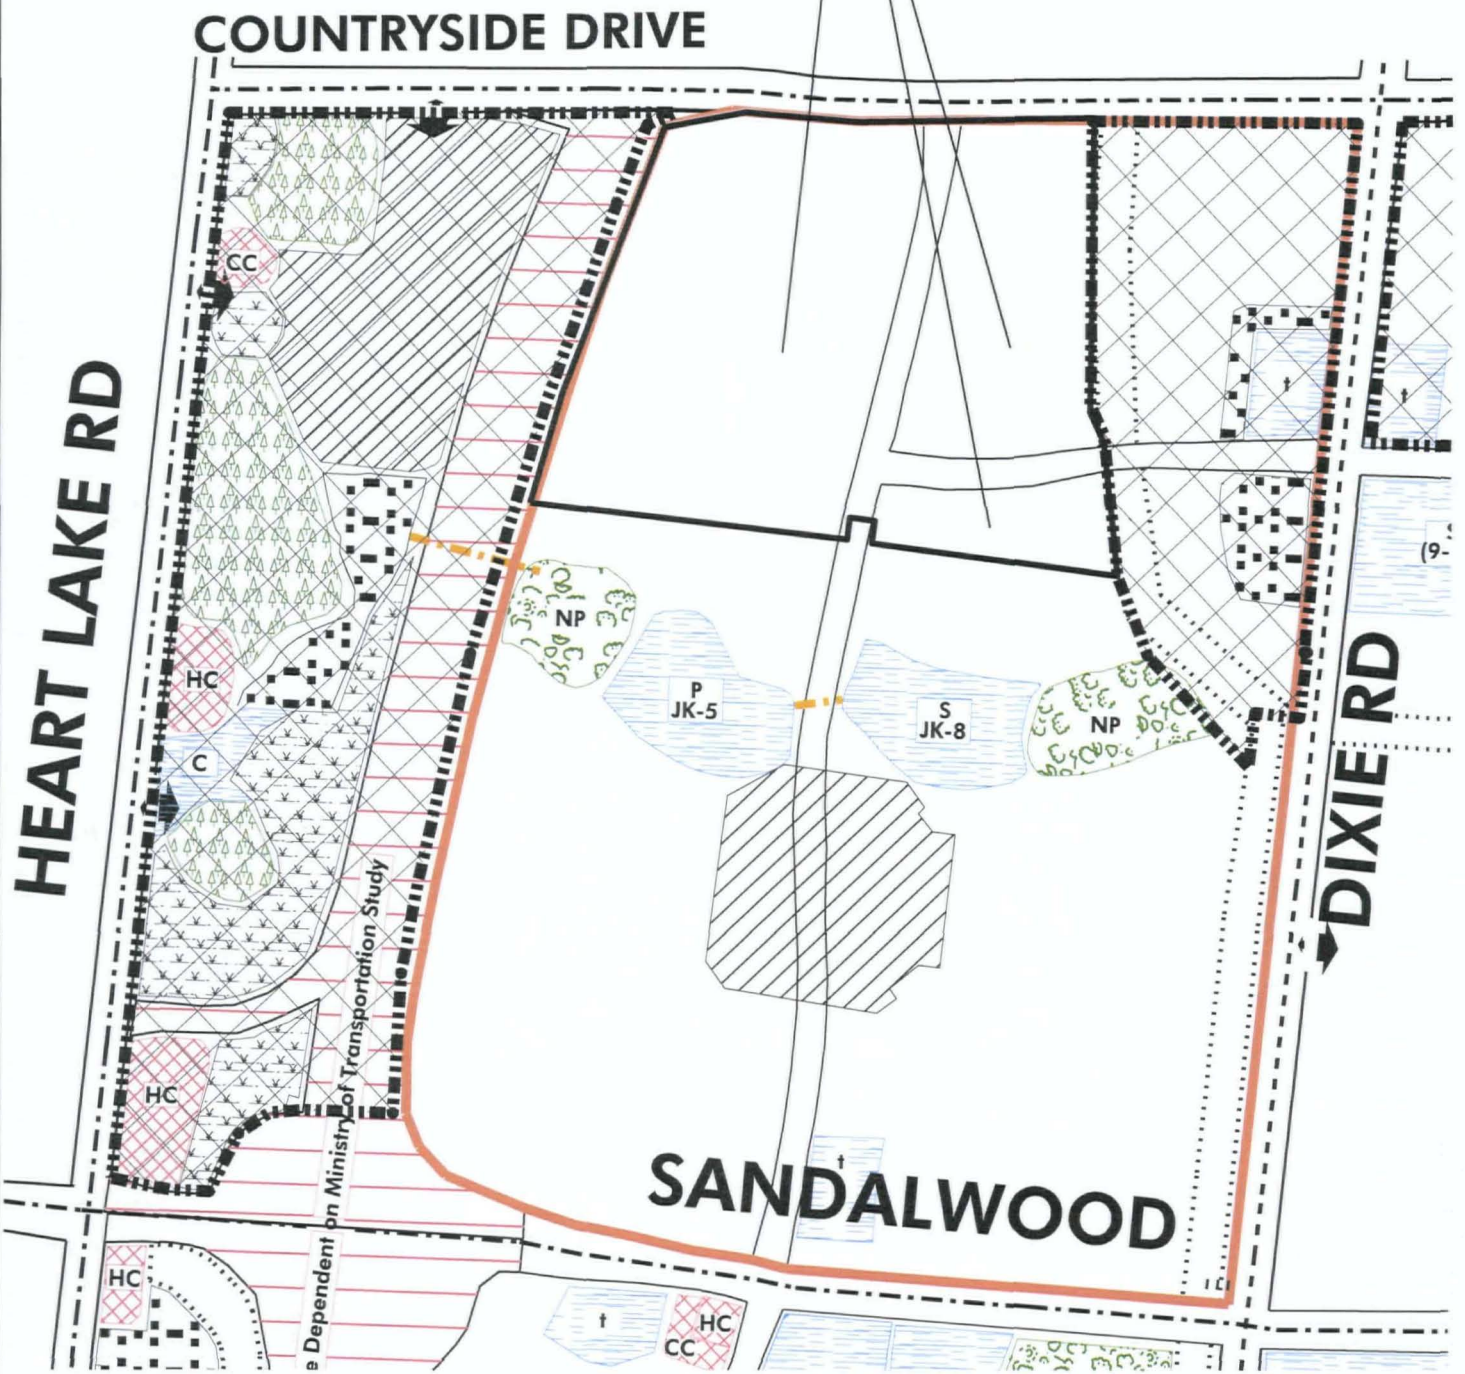 COUNTRYSIDE DRIVE
CC
t
t
HEART LAKE RD
(9-
NP
HC
P
JK-5
S
JK-8
NP
C
DIXIE RD
HC
e Dependent on Ministry of Transportation Study
t
SANDALWOOD
HC
t
HC
CC